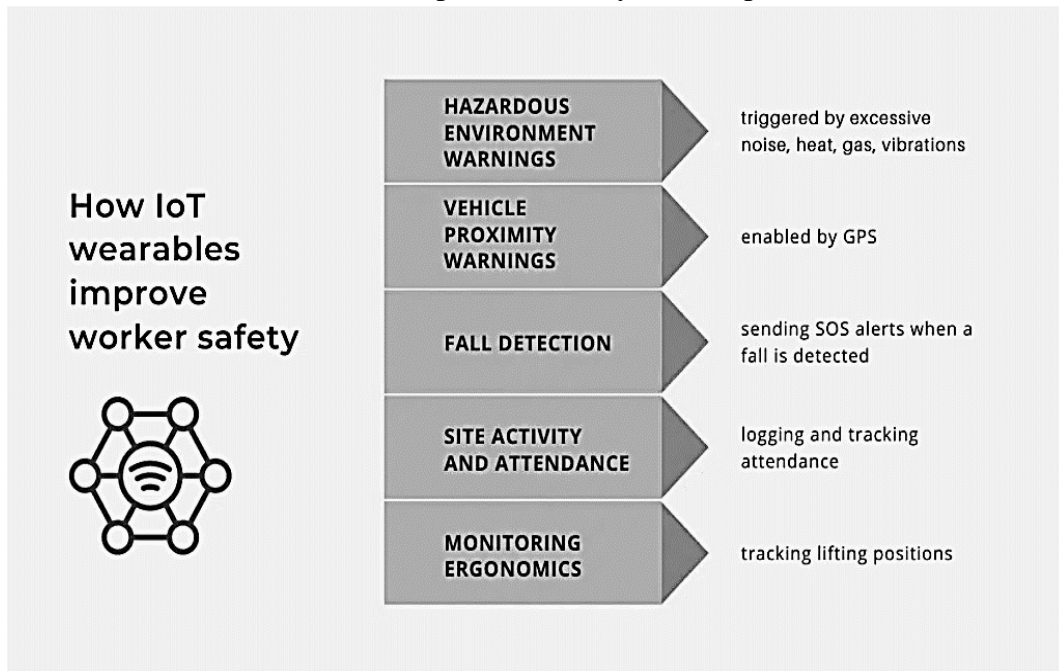 How IoT
wearables
improve
worker safety
HAZARDOUS
ENVIRONMENT
WARNINGS
triggered by excessive
noise, heat, gas, vibrations
VEHICLE
PROXIMITY
WARNINGS
enabled by GPS
FALL DETECTION
sending SOS alerts when a
fall is detected
SITE ACTIVITY
AND ATTENDANCE
logging and tracking
attendance
MONITORING
ERGONOMICS
tracking lifting positions